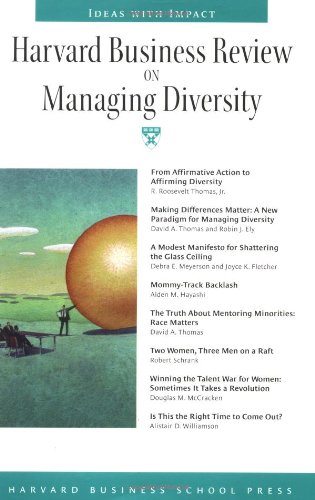 IDEAS WITH IMPACT
Harvard Business Review
ON
Managing Diversity
From Affirmative Action to
Affirming Diversity
R. Roosevelt Thomas, Jr.
Making Differences Matter: A New
Paradigm for Managing Diversity
David A. Thomas and Robin J. Ely
A Modest Manifesto for Shattering
the Glass Ceiling
Debra E. Meyerson and Joyce K. Fletcher
Mommy-Track Backlash
Alden M. Hayashi
The Truth About Mentoring Minorities:
Race Matters
David A. Thomas
Two Women, Three Men on a Raft
Robert Schrank
Winning the Talent War for Women:
Sometimes It Takes a Revolution
Douglas M. McCracken
Is This the Right Time to Come Out?
Alistair D. Williamson
HARVARD BUSINESS SCHOOL PRESS